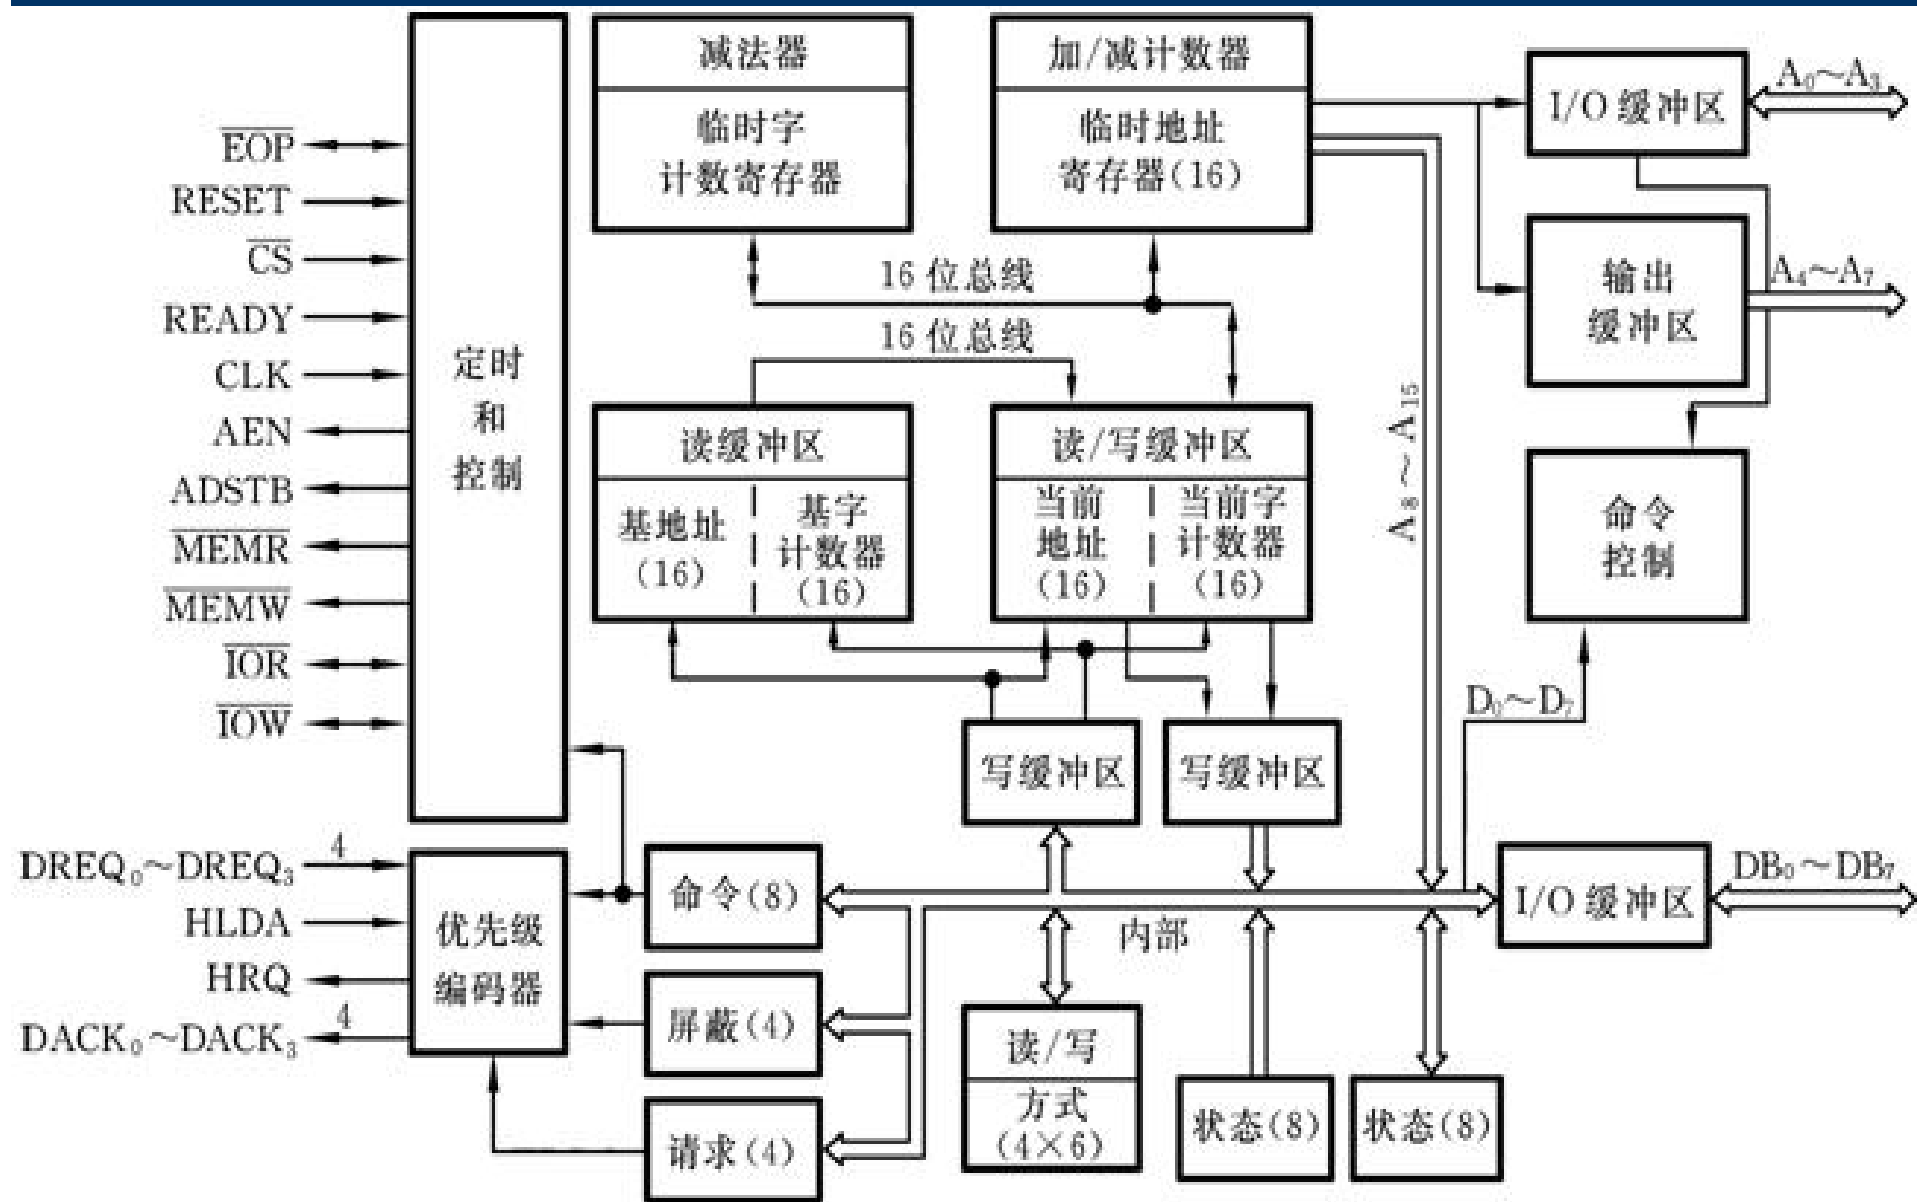 减法器
临时字
计数寄存器
加/减计数器
临时地址
寄存器(16)
I/O 缓冲区
A₀~A₃
输出
缓冲区
A₄~A₇
E̅O̅P̅
RESET
C̅S̅
READY
CLK
AEN
ADSTB
M̅E̅M̅R̅
M̅E̅M̅W̅
I̅O̅R̅
I̅O̅W̅
定时
和
控制
16 位总线
16 位总线
读缓冲区
基地址
(16)
基字
计数器
(16)
读/写缓冲区
当前
地址
(16)
当前字
计数器
(16)
A₈~A₁₅
命令
控制
D₀~D₇
写缓冲区
写缓冲区
DREQ₀~DREQ₃
4
HLDA
HRQ
DACK₀~DACK₃
4
优先级
编码器
命令(8)
屏蔽(4)
请求(4)
内部
读/写
方式
(4×6)
状态(8)
状态(8)
I/O 缓冲区
DB₀~DB₇